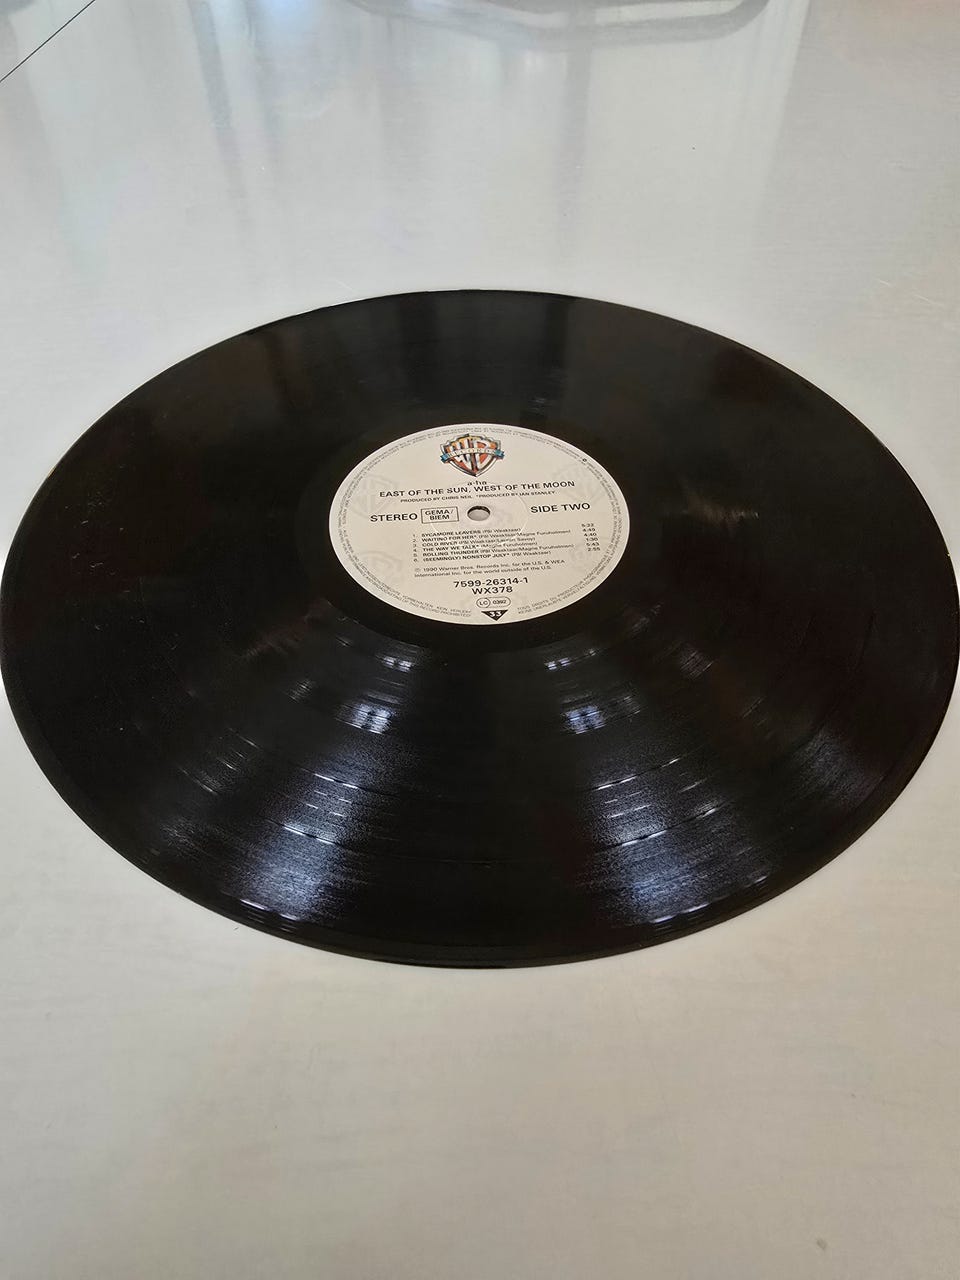 WB
RECORDS
a-ha
EAST OF THE SUN, WEST OF THE MOON
PRODUCED BY CHRIS NEIL. *PRODUCED BY IAN STANLEY
STEREO GEMA/ BIEM SIDE TWO
1. SYCAMORE LEAVES (Pål Waaktaar) 5:22
2. WAITING FOR HER* (Pål Waaktaar/Magne Furuholmen) 4:49
3. COLD RIVER (Pål Waaktaar/Lauren Savoy) 4:40
4. THE WAY WE TALK* (Magne Furuholmen) 1:30
5. ROLLING THUNDER (Pål Waaktaar/Magne Furuholmen) 5:43
6. (SEEMINGLY) NONSTOP JULY* (Pål Waaktaar) 2:55
℗ 1990 Warner Bros. Records Inc. for the U.S. & WEA
International Inc. for the world outside of the U.S.
7599-26314-1
WX378
LC 0392
33